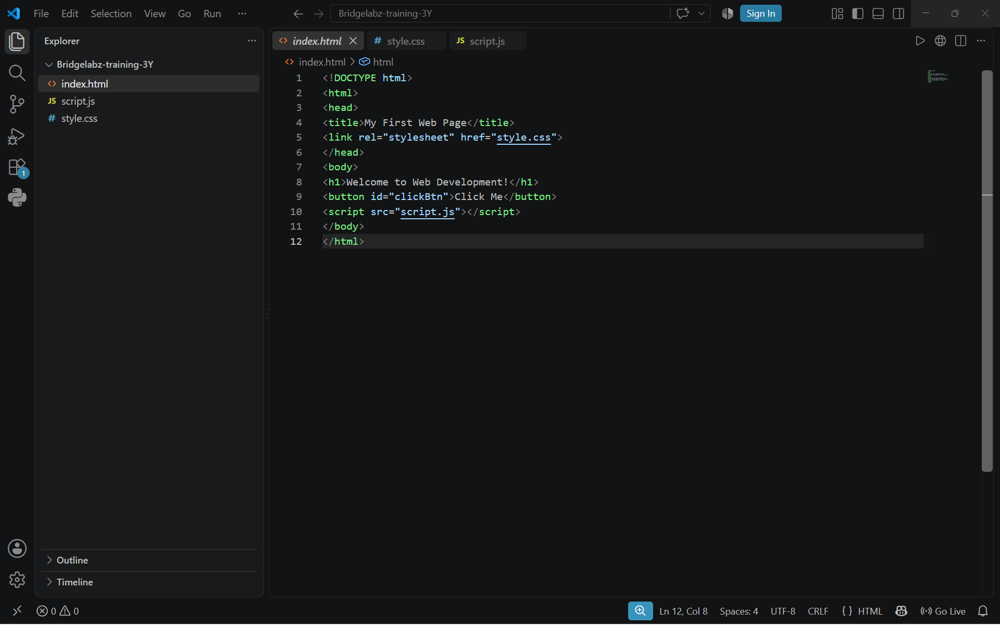 File Edit Selection View Go Run ···
Bridgelabz-training-3Y
Sign In
Explorer ···
Bridgelabz-training-3Y
<> index.html
JS script.js
# style.css
1
Outline
Timeline
<> index.html
# style.css
JS script.js
···
<> index.html > html
1 <!DOCTYPE html>
2 <html>
3 <head>
4 <title>My First Web Page</title>
5 <link rel="stylesheet" href="style.css">
6 </head>
7 <body>
8 <h1>Welcome to Web Development!</h1>
9 <button id="clickBtn">Click Me</button>
10 <script src="script.js"></script>
11 </body>
12 </html>
0 0
Ln 12, Col 8 Spaces: 4 UTF-8 CRLF {} HTML Go Live